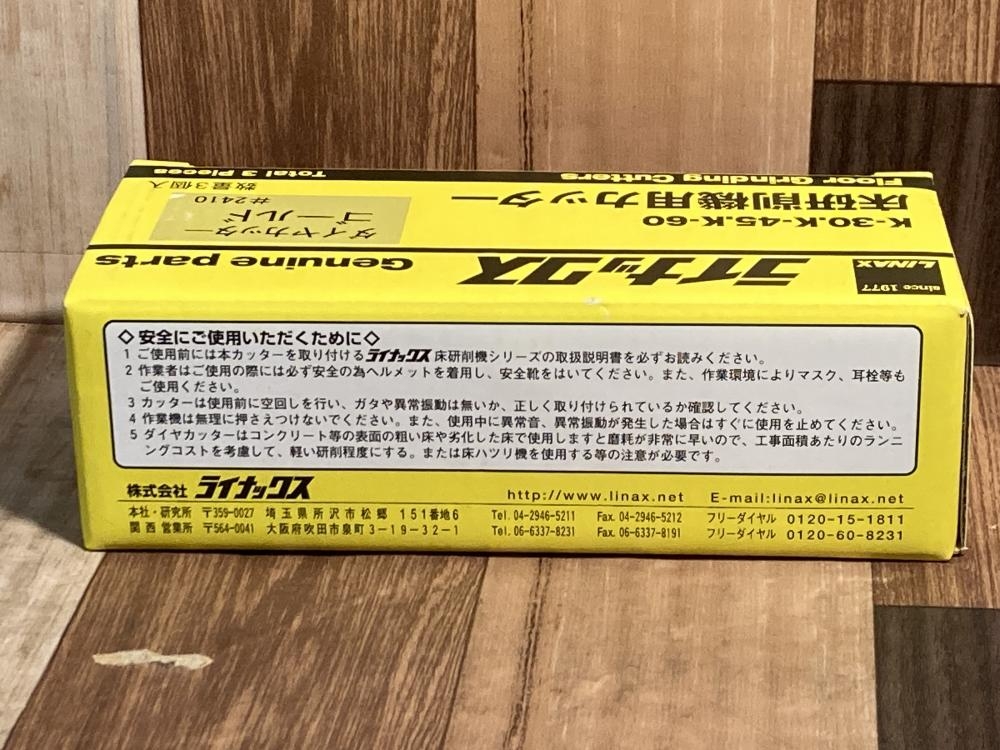 Total 3 Pieces
Floor Grinding Cutters
数量3個入
床研削機用カッター
#2410
K-30.K-45.K-60
ダイヤカッター
ゴールド
Genuine parts
ライナックス
LINAX
since 1977
◇安全にご使用いただくために◇
1 ご使用前には本カッターを取り付けるライナックス床研削機シリーズの取扱説明書を必ずお読みください。
2 作業者はご使用の際には必ず安全の為ヘルメットを着用し、安全靴をはいてください。また、作業環境によりマスク、耳栓等も
ご使用ください。
3 カッターは使用前に空回しを行い、ガタや異常振動は無いか、正しく取り付けられているか確認してください。
4 作業機は無理に押さえつけないでください。また、使用中に異常音、異常振動が発生した場合はすぐに使用を止めてください。
5 ダイヤカッターはコンクリート等の表面の粗い床や劣化した床で使用しますと磨耗が非常に早いので、工事面積あたりのランニ
ングコストを考慮して、軽い研削程度にする。または床ハツリ機を使用する等の注意が必要です。
株式会社 ライナックス http://www.linax.net E-mail:linax@linax.net
本社・研究所 〒359-0027 埼玉県所沢市松郷 151番地6 Tel. 04-2946-5211 Fax. 04-2946-5212 フリーダイヤル 0120-15-1811
関西営業所 〒564-0041 大阪府吹田市泉町3-19-32-1 Tel. 06-6337-8231 Fax. 06-6337-8191 フリーダイヤル 0120-60-8231